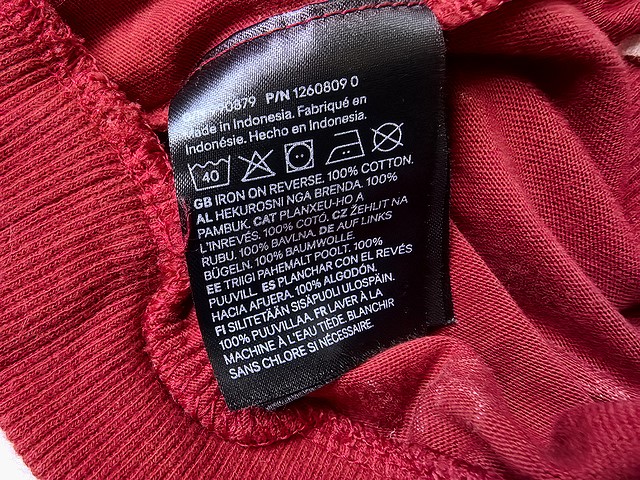 0879 P/N 1260809 0
Made in Indonesia. Fabriqué en
Indonésie. Hecho en Indonesia.
40
GB IRON ON REVERSE. 100% COTTON.
AL HEKUROSNI NGA BRENDA. 100%
PAMBUK. CAT PLANXEU-HO A
L'INREVÉS. 100% COTÓ. CZ ŽEHLIT NA
RUBU. 100% BAVLNA. DE AUF LINKS
BÜGELN. 100% BAUMWOLLE.
EE TRIIGI PAHEMALT POOLT. 100%
PUUVILL. ES PLANCHAR CON EL REVÉS
HACIA AFUERA. 100% ALGODÓN.
FI SILITETÄÄN SISÄPUOLI ULOSPÄIN.
100% PUUVILLAA. FR LAVER À LA
MACHINE À L'EAU TIÈDE. BLANCHIR
SANS CHLORE SI NÉCESSAIRE.